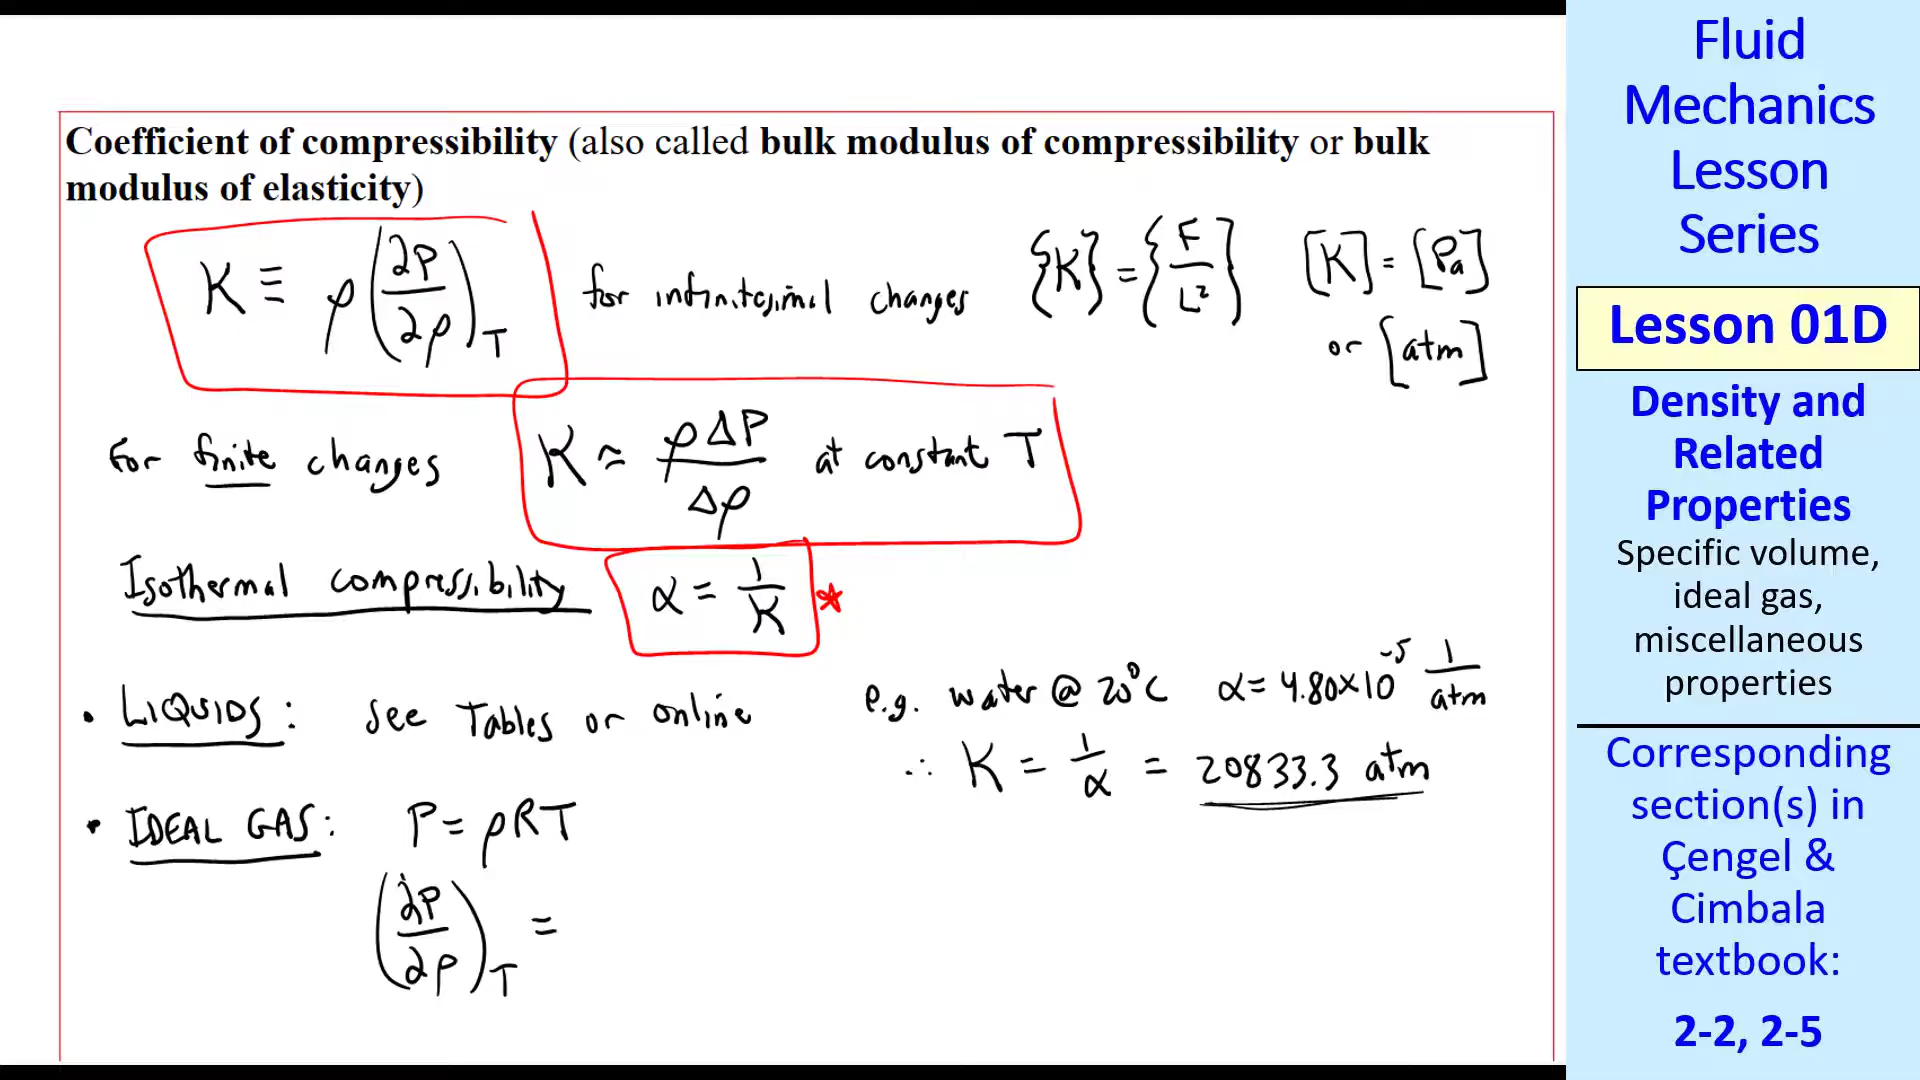 Coefficient of compressibility (also called bulk modulus of compressibility or bulk
modulus of elasticity)
K ≡ ρ(∂P/∂ρ)_T for infinitesimal changes {K} = {F/L²} [K] = [Pa]
or [atm]
For finite changes K ≈ ρΔP/Δρ at constant T
Isothermal compressibility α = 1/K *
• LIQUIDS: See Tables or online
e.g. water @ 20°C α = 4.80×10⁻⁵ 1/atm
∴ K = 1/α = 20833.3 atm
• IDEAL GAS: P = ρRT
(∂P/∂ρ)_T =
Fluid
Mechanics
Lesson
Series
Lesson 01D
Density and
Related
Properties
Specific volume,
ideal gas,
miscellaneous
properties
Corresponding
section(s) in
Çengel &
Cimbala
textbook:
2-2, 2-5